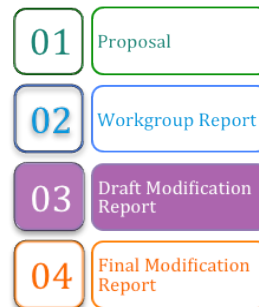 01 Proposal
02 Workgroup Report
03 Draft Modification
Report
04 Final Modification
Report